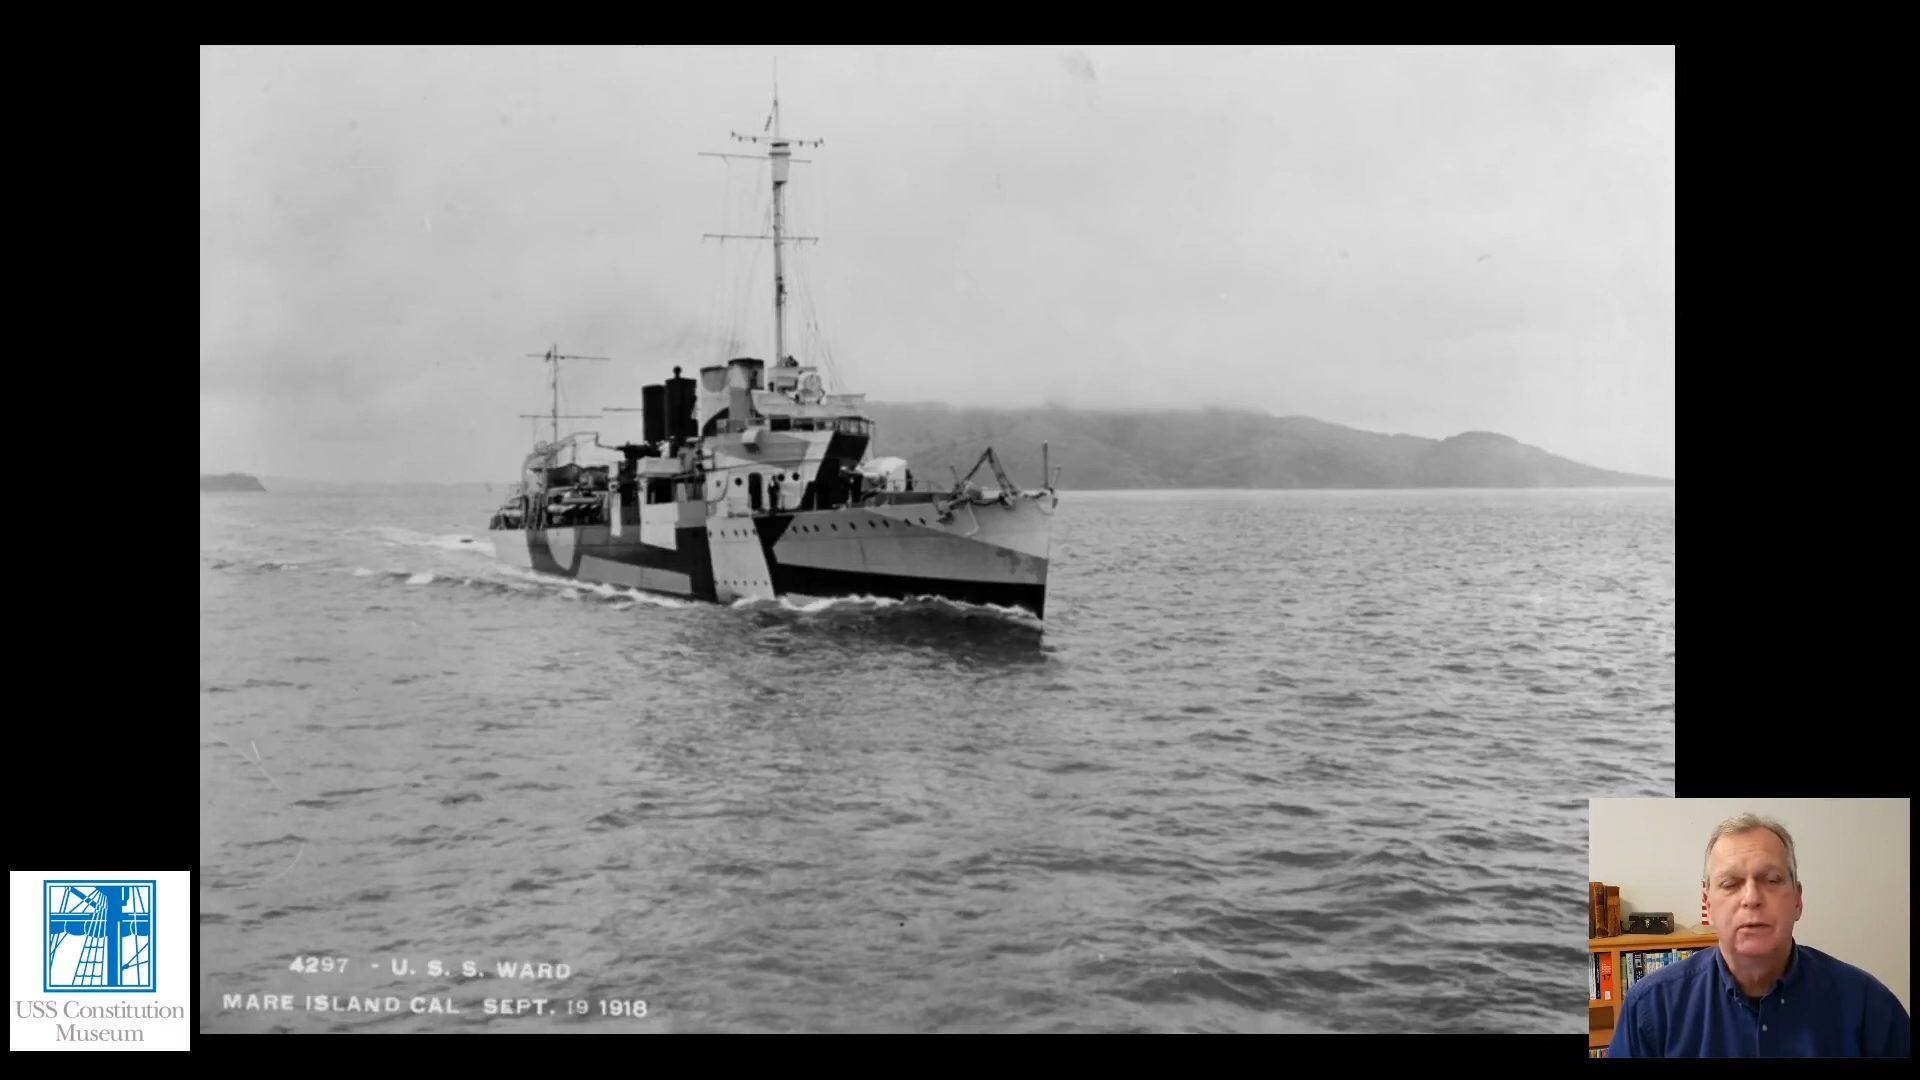 4297 - U. S. S. WARD
MARE ISLAND CAL SEPT. 19 1918
USS Constitution
Museum